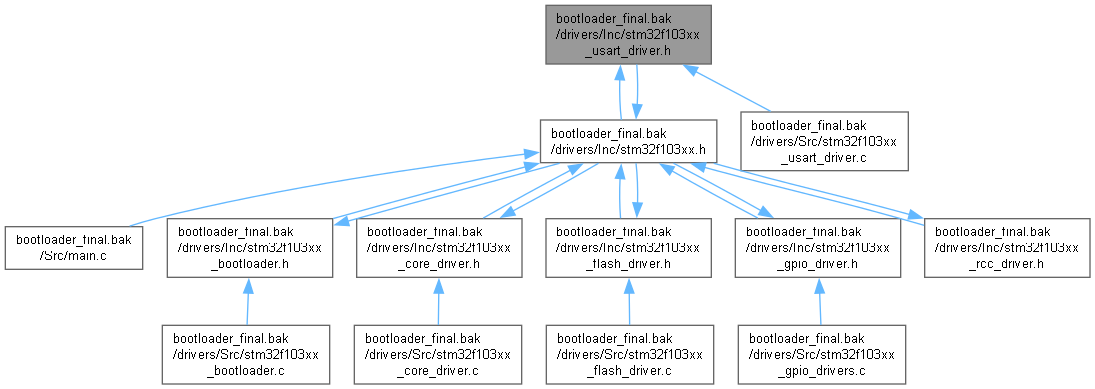 bootloader_final.bak
/drivers/Inc/stm32f103xx
_usart_driver.h
bootloader_final.bak
/drivers/Inc/stm32f103xx.h
bootloader_final.bak
/drivers/Src/stm32f103xx
_usart_driver.c
bootloader_final.bak
/Src/main.c
bootloader_final.bak
/drivers/Inc/stm32f103xx
_bootloader.h
bootloader_final.bak
/drivers/Inc/stm32f103xx
_core_driver.h
bootloader_final.bak
/drivers/Inc/stm32f103xx
_flash_driver.h
bootloader_final.bak
/drivers/Inc/stm32f103xx
_gpio_driver.h
bootloader_final.bak
/drivers/Inc/stm32f103xx
_rcc_driver.h
bootloader_final.bak
/drivers/Src/stm32f103xx
_bootloader.c
bootloader_final.bak
/drivers/Src/stm32f103xx
_core_driver.c
bootloader_final.bak
/drivers/Src/stm32f103xx
_flash_driver.c
bootloader_final.bak
/drivers/Src/stm32f103xx
_gpio_drivers.c